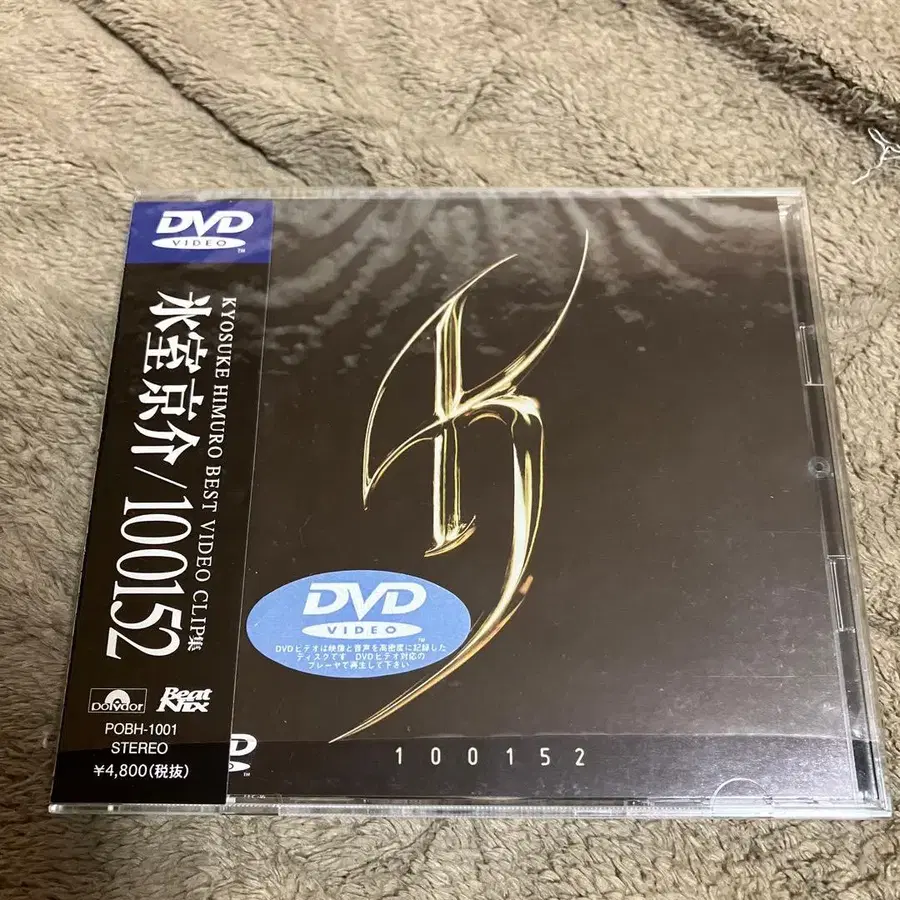 DVD
VIDEO
TM
KYOSUKE HIMURO BEST VIDEO CLIP集
氷室京介/100152
Polydor
Beat
Nix
POBH-1001
STEREO
¥4,800(税抜)
DVD
VIDEO
TM
DVDビデオは映像と音声を高密度に記録した
ディスクです DVDビデオ対応の
プレーヤで再生して下さい
100152